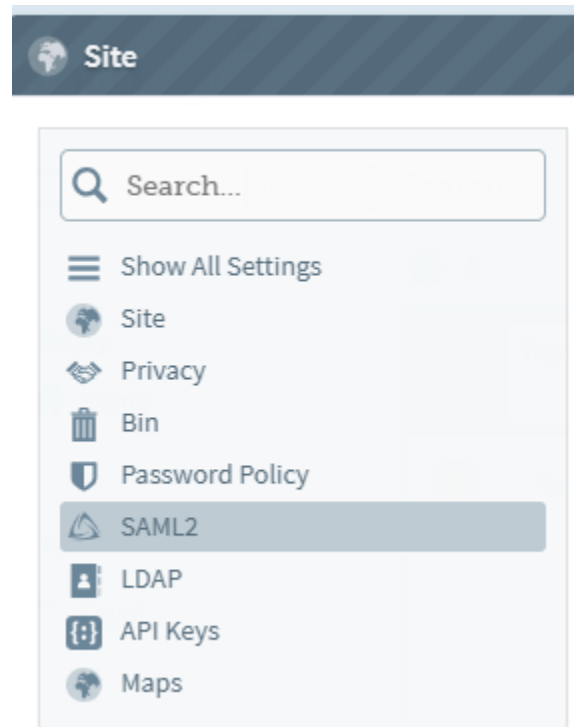 Site
Search...
Show All Settings
Site
Privacy
Bin
Password Policy
SAML2
LDAP
API Keys
Maps